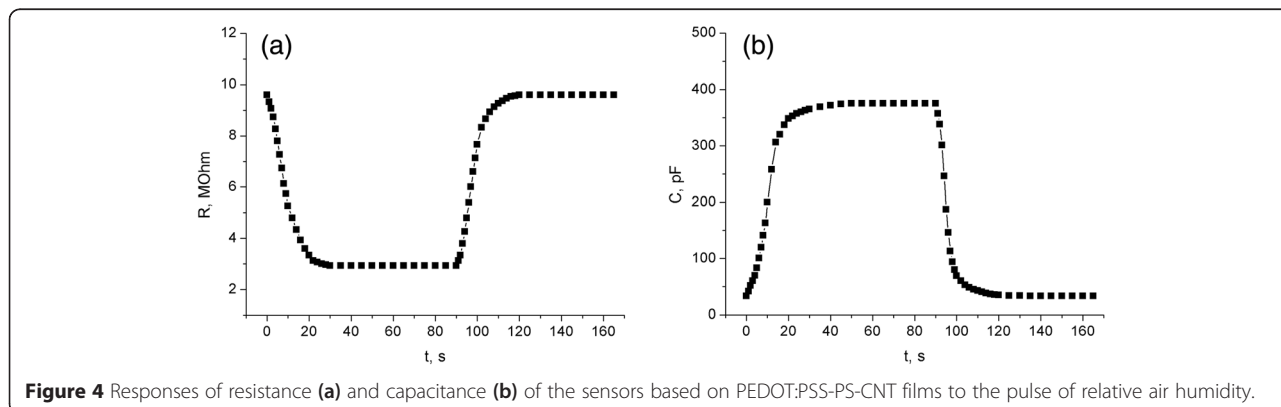 (a)
12
10
8
6
4
2
R, MOhm
0 20 40 60 80 100 120 140 160
t, s
(b)
500
400
300
200
100
0
C, pF
0 20 40 60 80 100 120 140 160
t, s
Figure 4 Responses of resistance (a) and capacitance (b) of the sensors based on PEDOT:PSS-PS-CNT films to the pulse of relative air humidity.